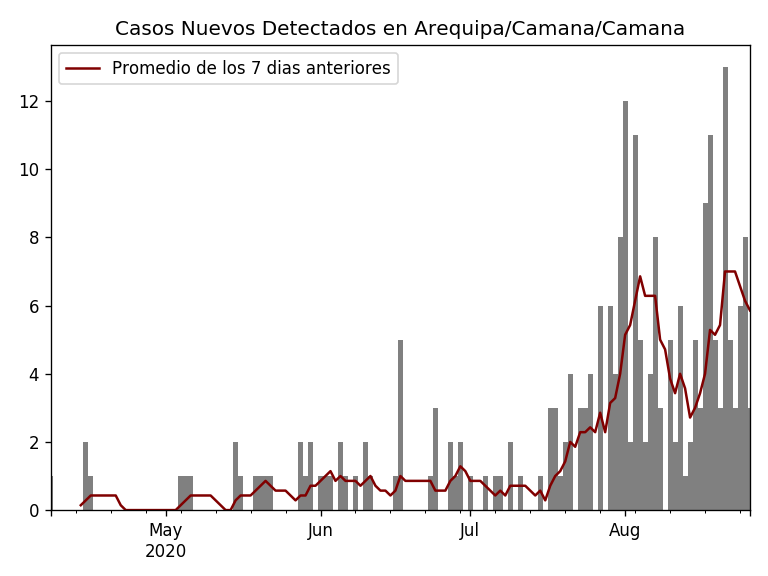 Casos Nuevos Detectados en Arequipa/Camana/Camana
Promedio de los 7 dias anteriores
12
10
8
6
4
2
0
May
2020
Jun
Jul
Aug